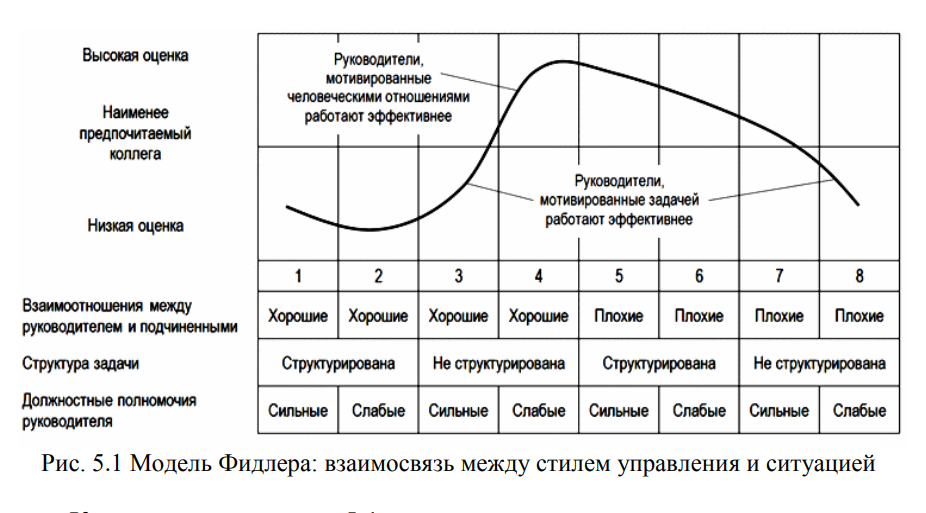 Высокая оценка
Руководители,
мотивированные
человеческими отношениями
работают эффективнее
Наименее
предпочитаемый
коллега
Руководители,
мотивированные задачей
работают эффективнее
Низкая оценка
1 2 3 4 5 6 7 8
Взаимоотношения между
руководителем и подчиненными
Хорошие Хорошие Хорошие Хорошие Плохие Плохие Плохие Плохие
Структура задачи Структурирована Не структурирована Структурирована Не структурирована
Должностные полномочия
руководителя
Сильные Слабые Сильные Слабые Сильные Слабые Сильные Слабые
Рис. 5.1 Модель Фидлера: взаимосвязь между стилем управления и ситуацией